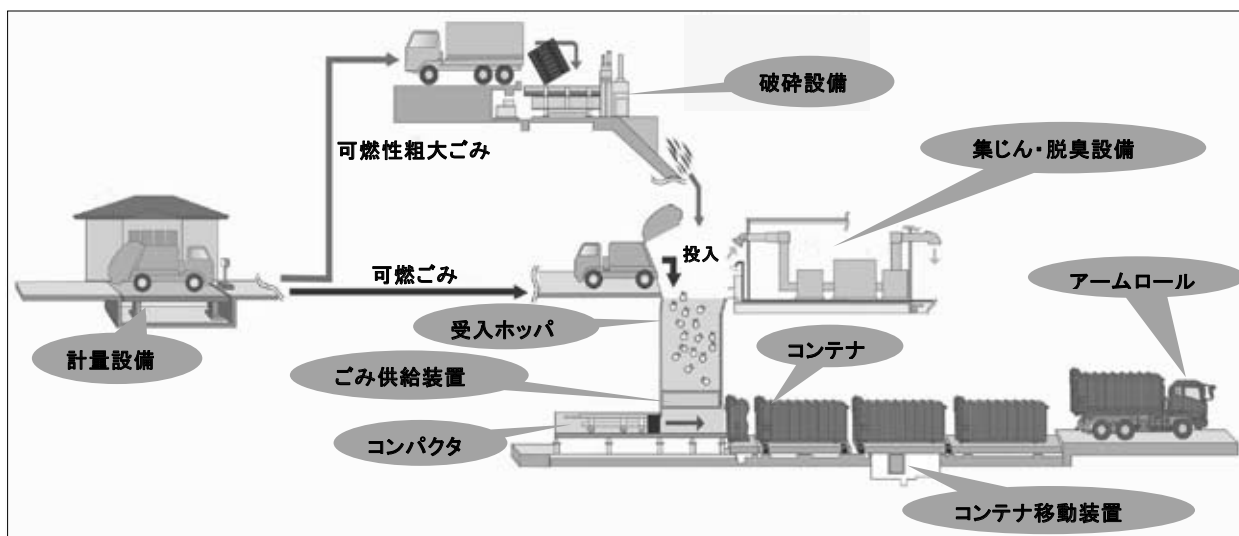 破砕設備
可燃性粗大ごみ
集じん・脱臭設備
投入
可燃ごみ
アームロール
受入ホッパ
コンテナ
計量設備
ごみ供給装置
コンパクタ
コンテナ移動装置